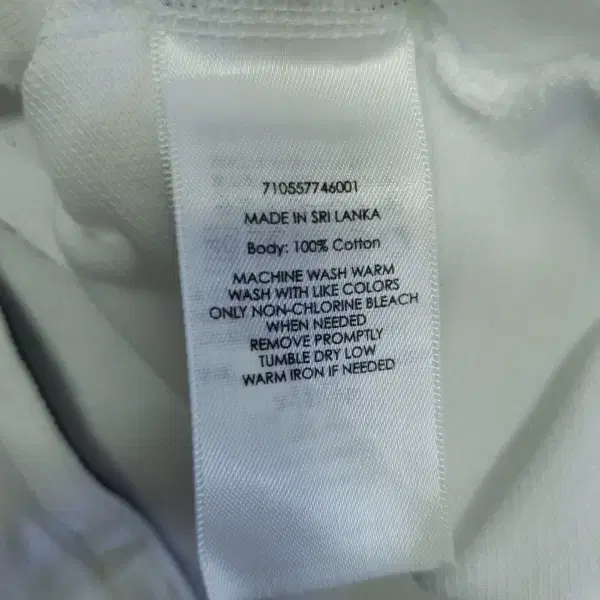 710557746001
MADE IN SRI LANKA
Body: 100% Cotton
MACHINE WASH WARM
WASH WITH LIKE COLORS
ONLY NON-CHLORINE BLEACH
WHEN NEEDED
REMOVE PROMPTLY
TUMBLE DRY LOW
WARM IRON IF NEEDED